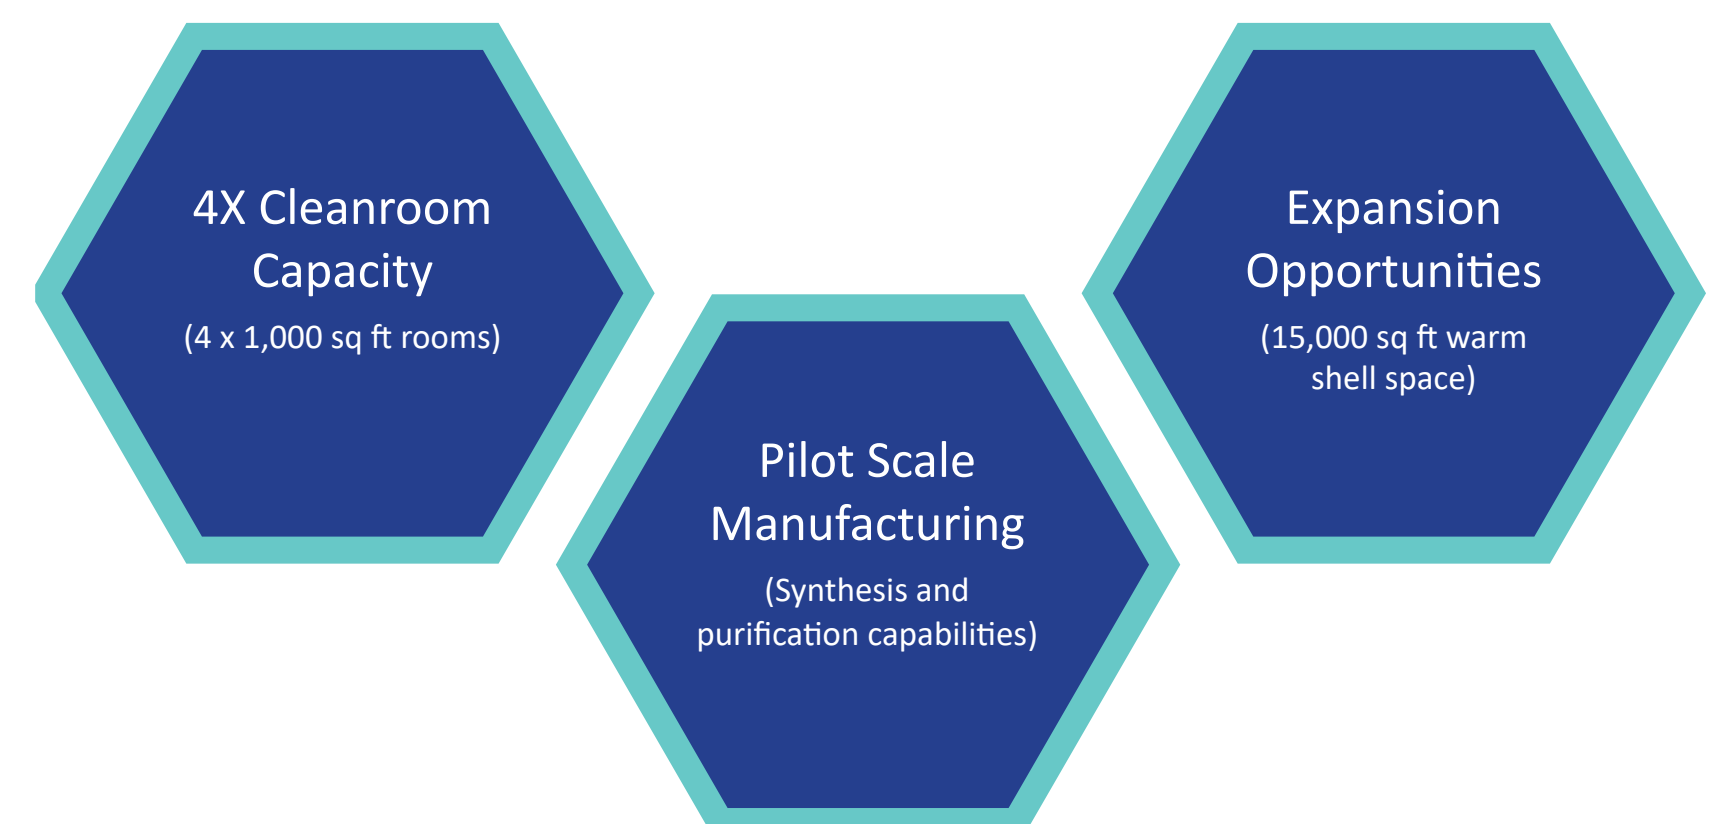 4X Cleanroom
Capacity
(4 x 1,000 sq ft rooms)
Pilot Scale
Manufacturing
(Synthesis and
purification capabilities)
Expansion
Opportunities
(15,000 sq ft warm
shell space)